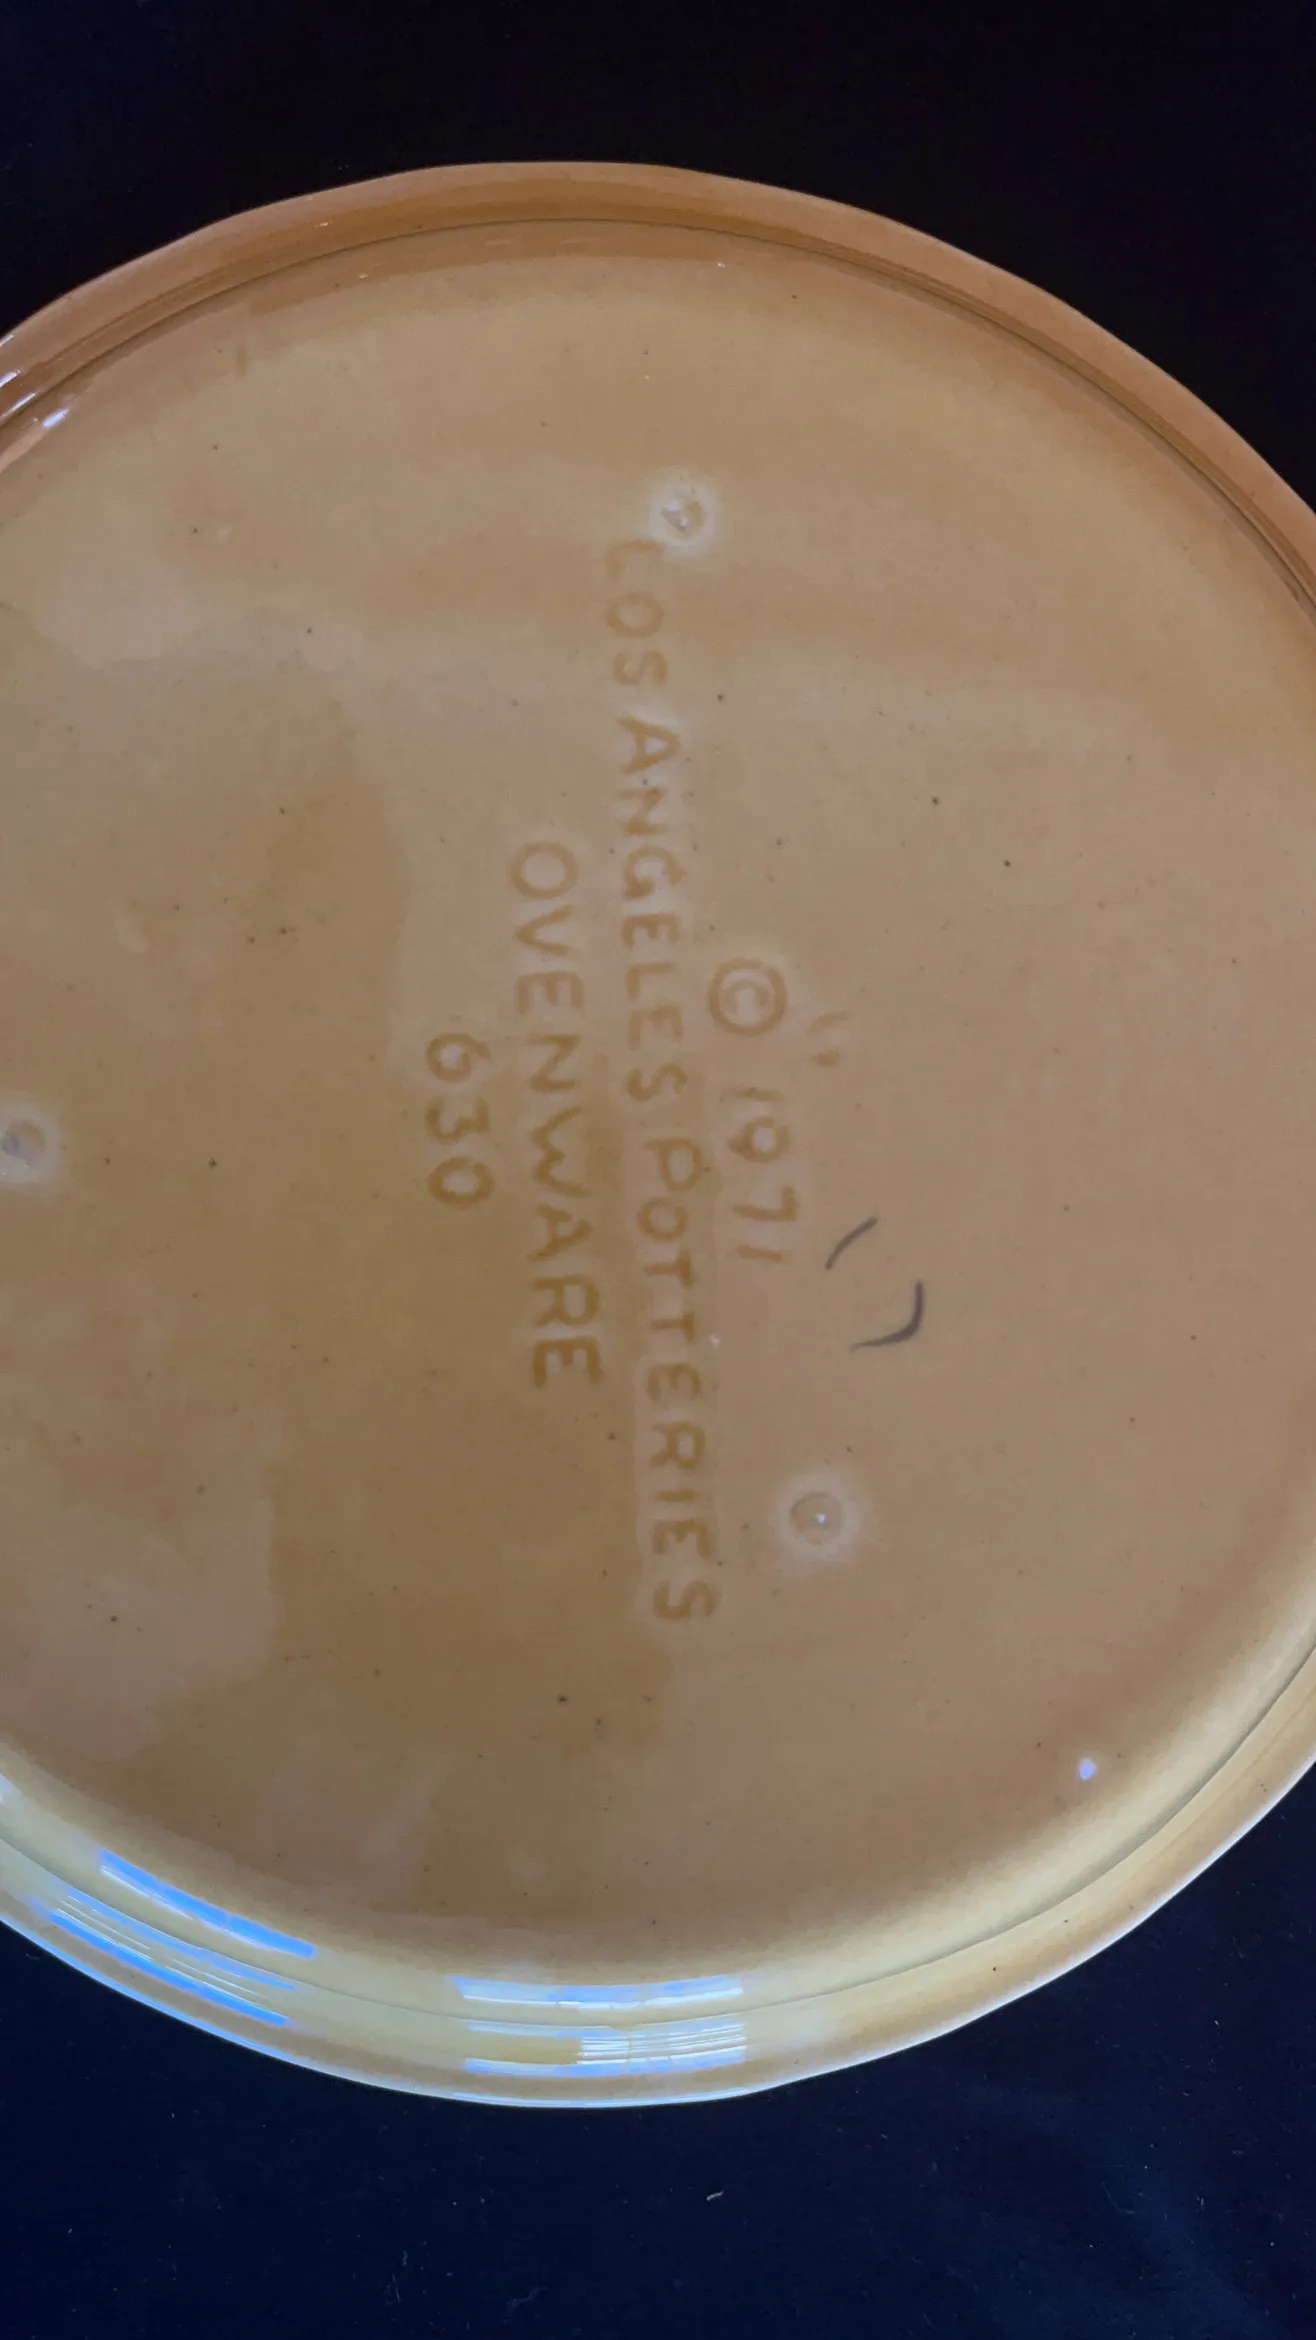 © 1971
LOS ANGELES POTTERIES
OVENWARE
630